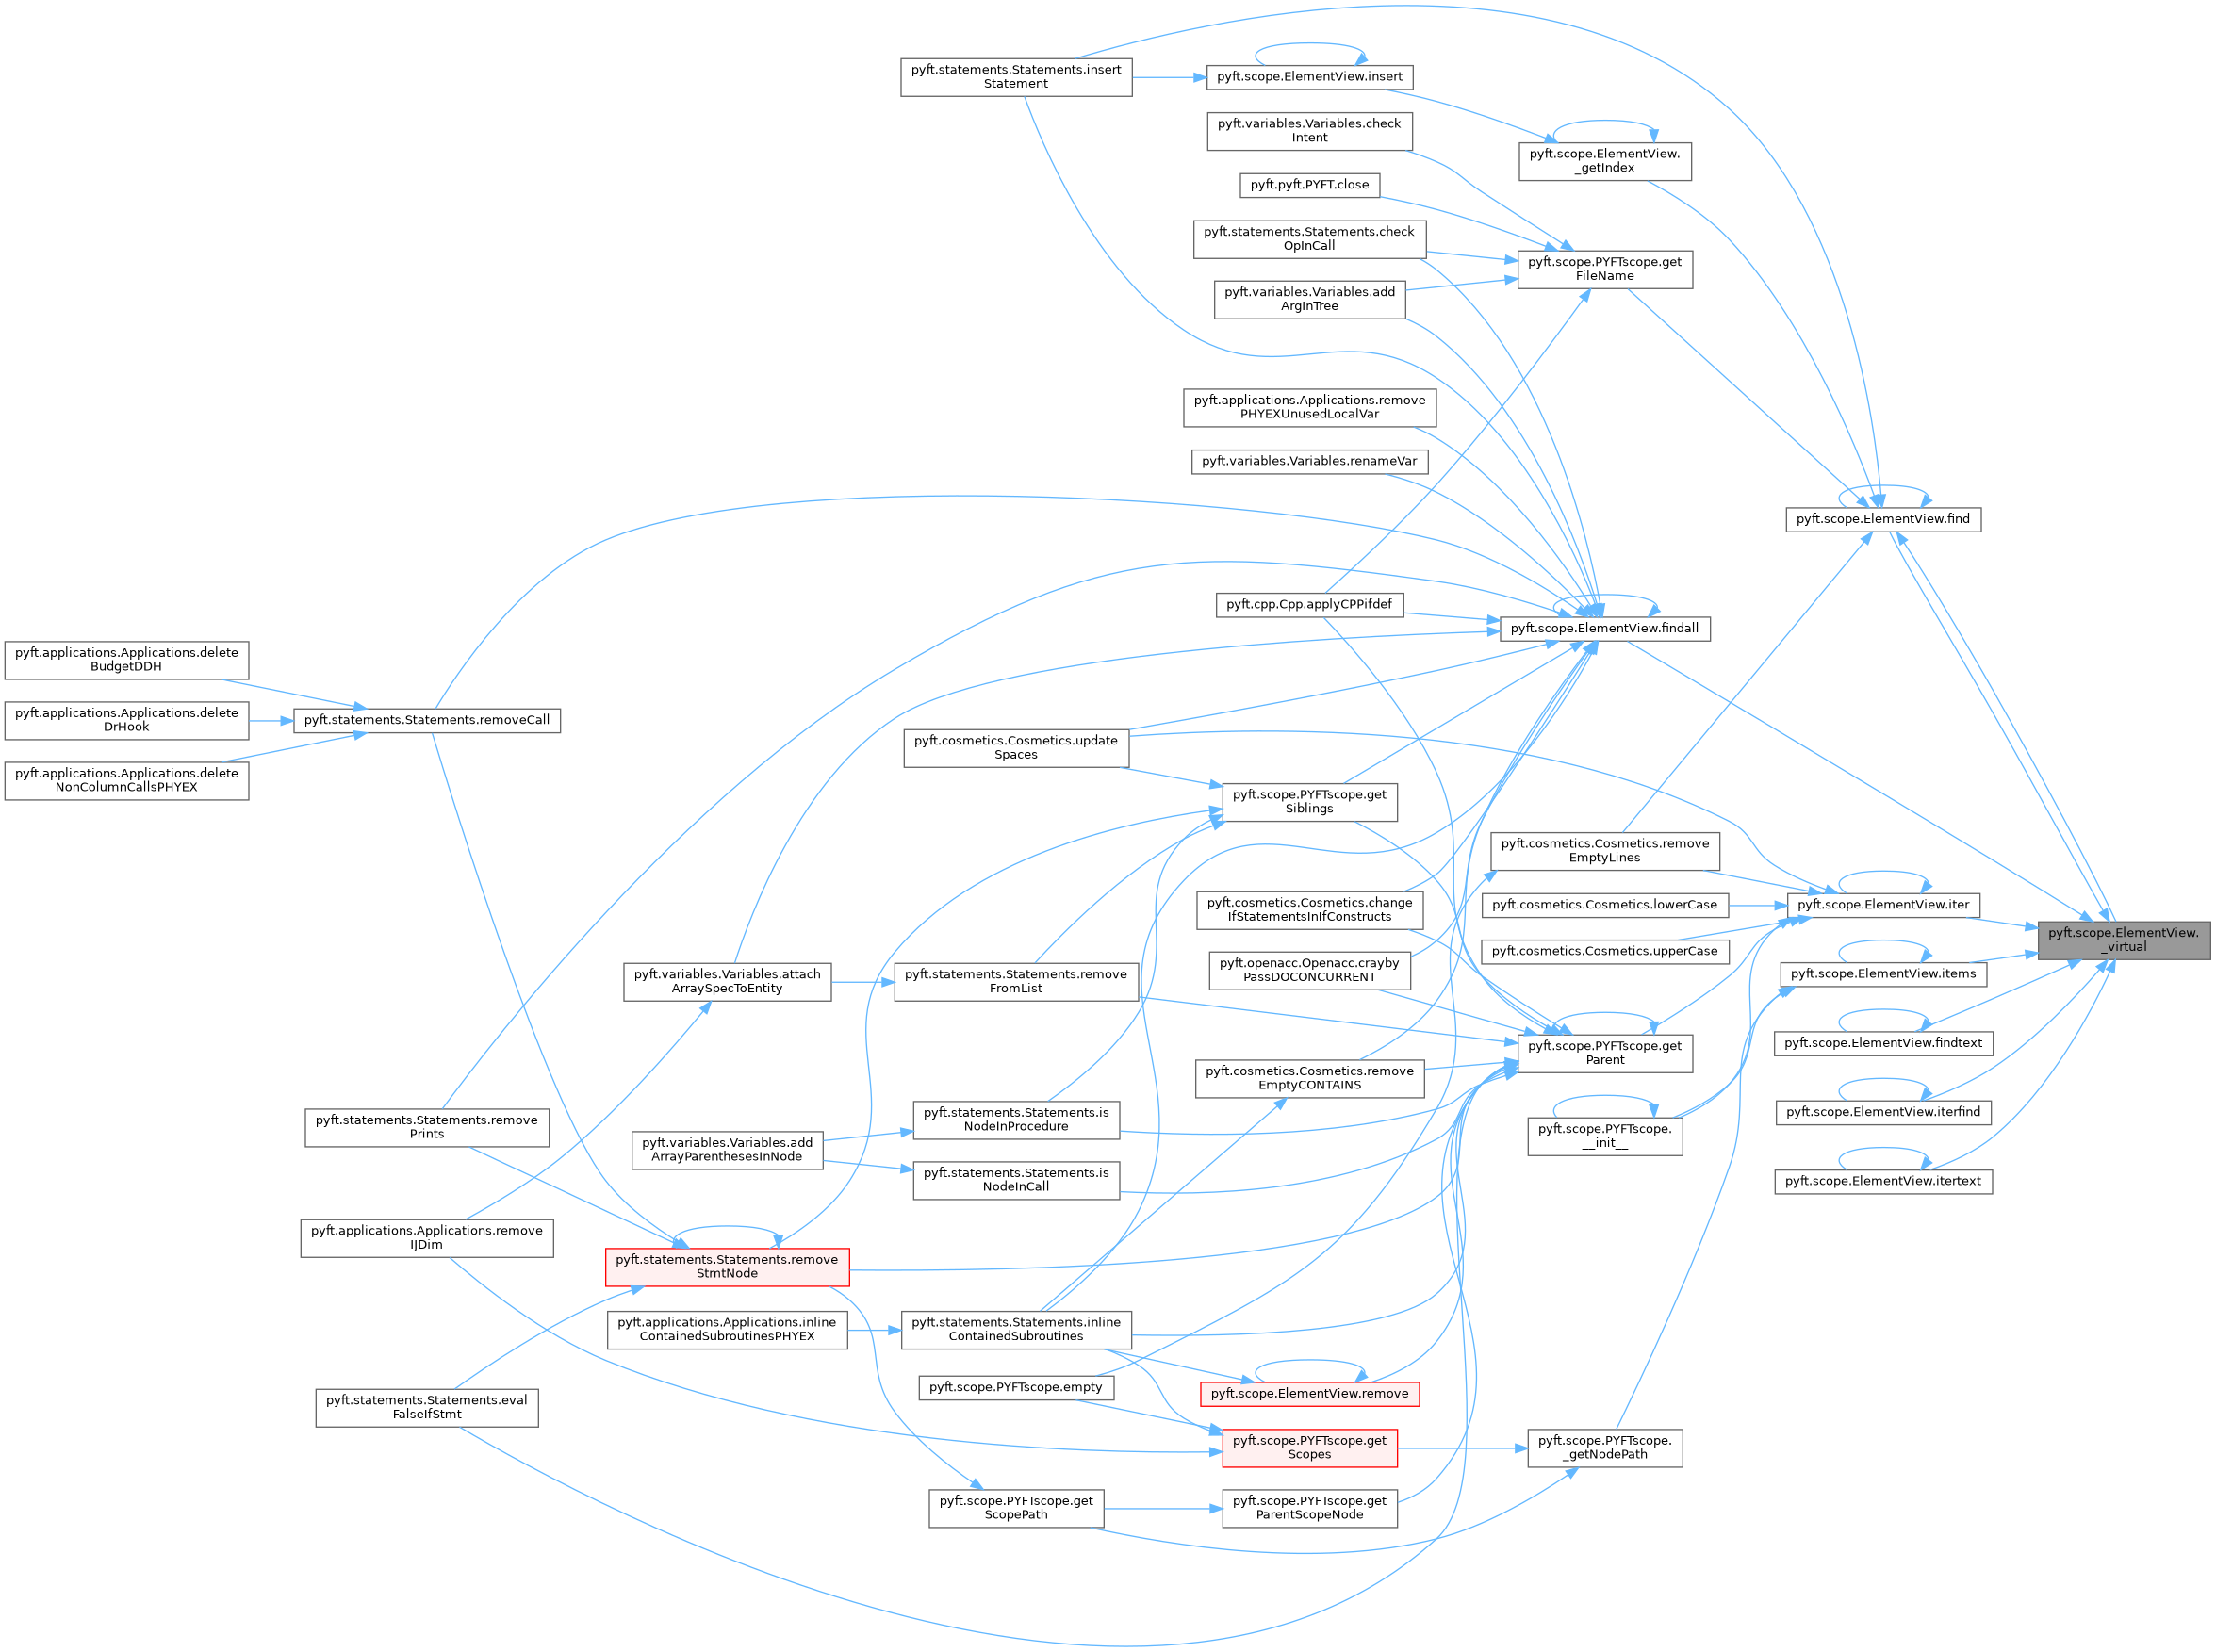 pyft.statements.Statements.insert
Statement
pyft.scope.ElementView.insert
pyft.variables.Variables.check
Intent
pyft.scope.ElementView.
_getIndex
pyft.pyft.PYFT.close
pyft.statements.Statements.check
OpInCall
pyft.scope.PYFTscope.get
FileName
pyft.variables.Variables.add
ArgInTree
pyft.applications.Applications.remove
PHYEXUnusedLocalVar
pyft.variables.Variables.renameVar
pyft.scope.ElementView.find
pyft.cpp.Cpp.applyCPPifdef
pyft.scope.ElementView.findall
pyft.applications.Applications.delete
BudgetDDH
pyft.applications.Applications.delete
DrHook
pyft.statements.Statements.removeCall
pyft.applications.Applications.delete
NonColumnCallsPHYEX
pyft.cosmetics.Cosmetics.update
Spaces
pyft.scope.PYFTscope.get
Siblings
pyft.cosmetics.Cosmetics.remove
EmptyLines
pyft.cosmetics.Cosmetics.change
IfStatementsInIfConstructs
pyft.cosmetics.Cosmetics.lowerCase
pyft.scope.ElementView.iter
pyft.scope.ElementView.
_virtual
pyft.cosmetics.Cosmetics.upperCase
pyft.openacc.Openacc.crayby
PassDOCONCURRENT
pyft.scope.ElementView.items
pyft.variables.Variables.attach
ArraySpecToEntity
pyft.statements.Statements.remove
FromList
pyft.scope.ElementView.findtext
pyft.scope.PYFTscope.get
Parent
pyft.cosmetics.Cosmetics.remove
EmptyCONTAINS
pyft.scope.ElementView.iterfind
pyft.statements.Statements.remove
Prints
pyft.statements.Statements.is
NodeInProcedure
pyft.scope.PYFTscope.
__init__
pyft.variables.Variables.add
ArrayParenthesesInNode
pyft.statements.Statements.is
NodeInCall
pyft.scope.ElementView.itertext
pyft.applications.Applications.remove
IJDim
pyft.statements.Statements.remove
StmtNode
pyft.applications.Applications.inline
ContainedSubroutinesPHYEX
pyft.statements.Statements.inline
ContainedSubroutines
pyft.scope.PYFTscope.empty
pyft.scope.ElementView.remove
pyft.statements.Statements.eval
FalseIfStmt
pyft.scope.PYFTscope.get
Scopes
pyft.scope.PYFTscope.
_getNodePath
pyft.scope.PYFTscope.get
ScopePath
pyft.scope.PYFTscope.get
ParentScopeNode